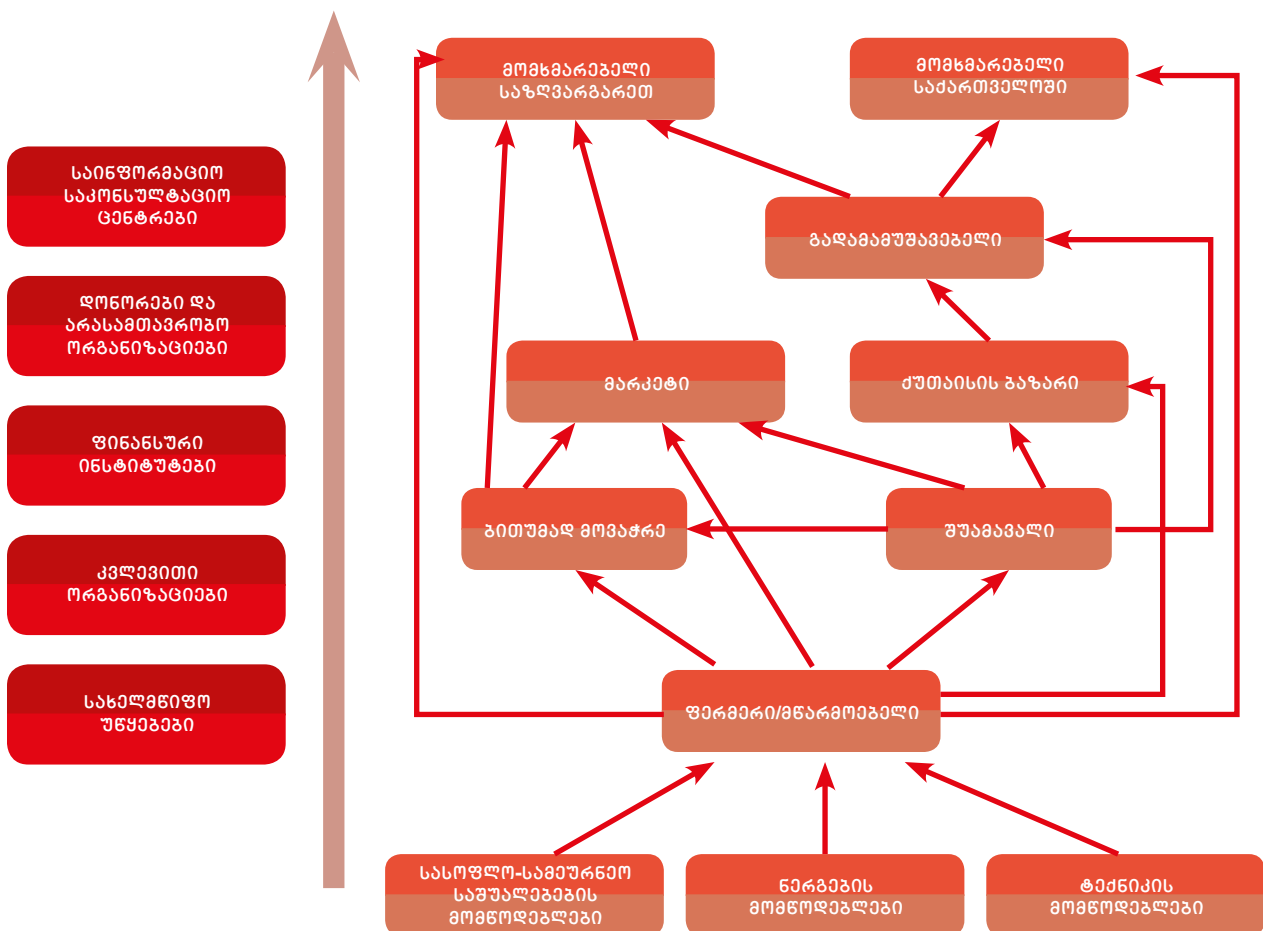 საინფორმაციო
საკონსულტაციო
ცენტრები
დონორები და
არასამთავრობო
ორგანიზაციები
ფინანსური
ინსტიტუტები
კვლევითი
ორგანიზაციები
სახელმწიფო
უწყებები
მომხმარებელი
საზღვარგარეთ
მომხმარებელი
საქართველოში
გადამამუშავებელი
მარკეტი
ქუთაისის ბაზარი
ბითუმად მოვაჭრე
შუამავალი
ფერმერი/მწარმოებელი
სასოფლო-სამეურნეო
საშუალებების
მომწოდებლები
ნერგების
მომწოდებლები
ტექნიკის
მომწოდებლები